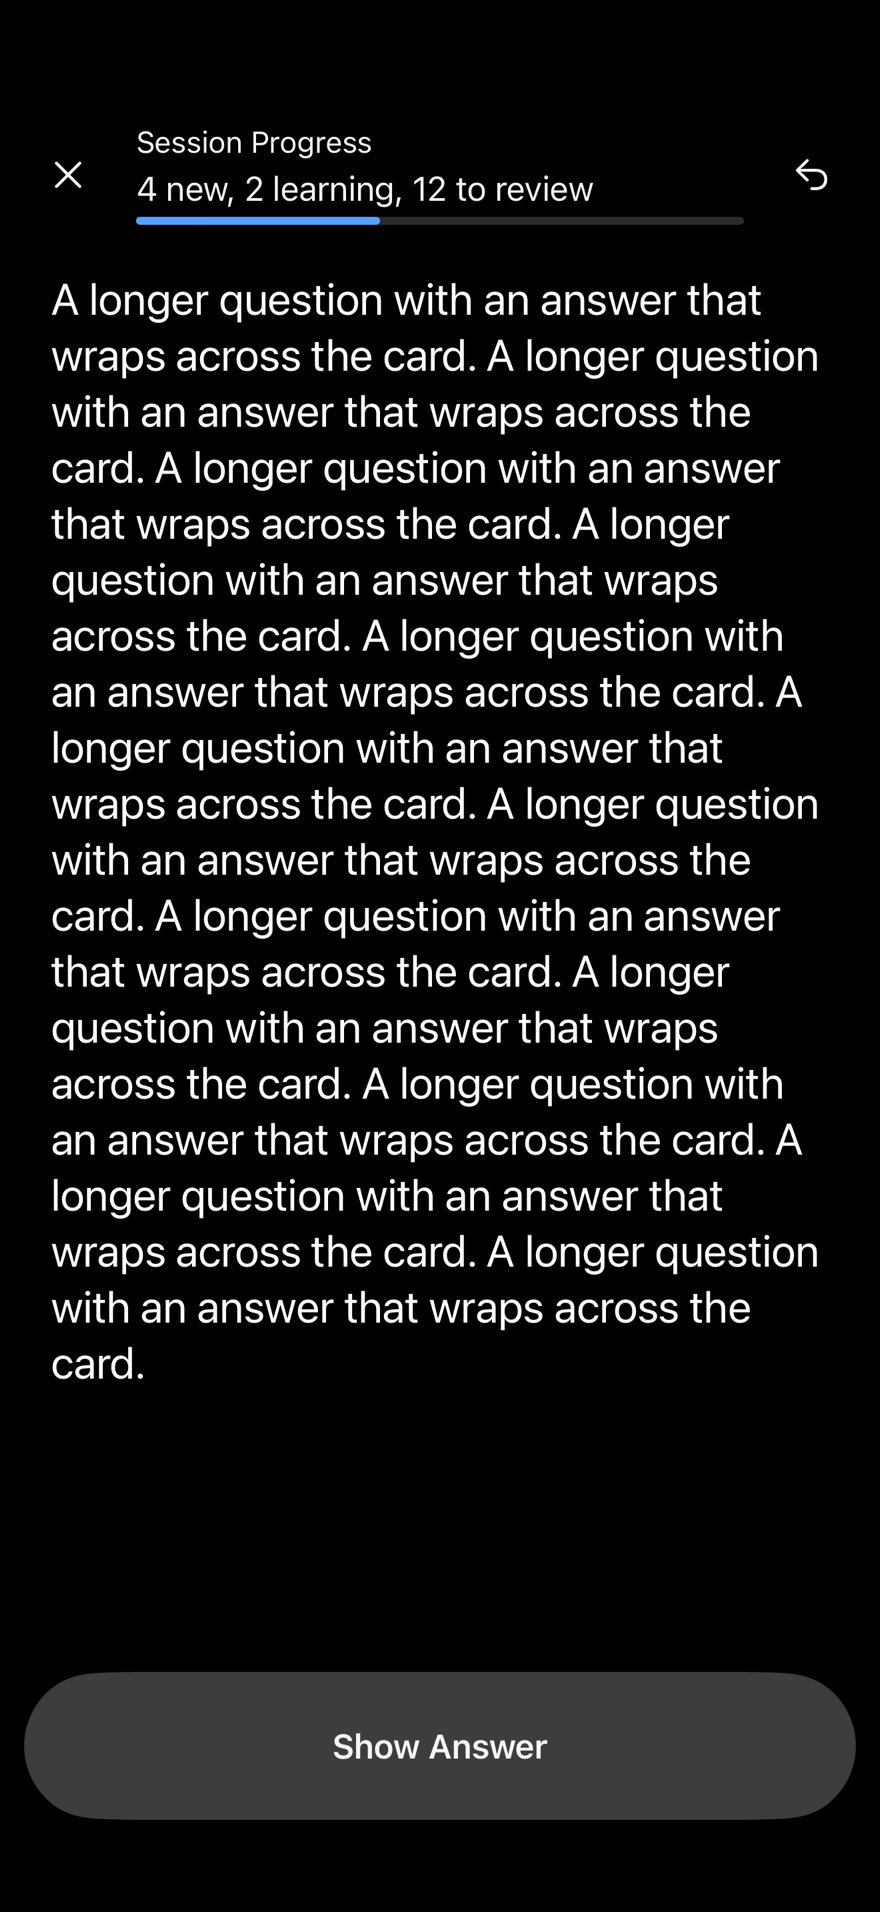 Session Progress
4 new, 2 learning, 12 to review
A longer question with an answer that
wraps across the card. A longer question
with an answer that wraps across the
card. A longer question with an answer
that wraps across the card. A longer
question with an answer that wraps
across the card. A longer question with
an answer that wraps across the card. A
longer question with an answer that
wraps across the card. A longer question
with an answer that wraps across the
card. A longer question with an answer
that wraps across the card. A longer
question with an answer that wraps
across the card. A longer question with
an answer that wraps across the card. A
longer question with an answer that
wraps across the card. A longer question
with an answer that wraps across the
card.
Show Answer